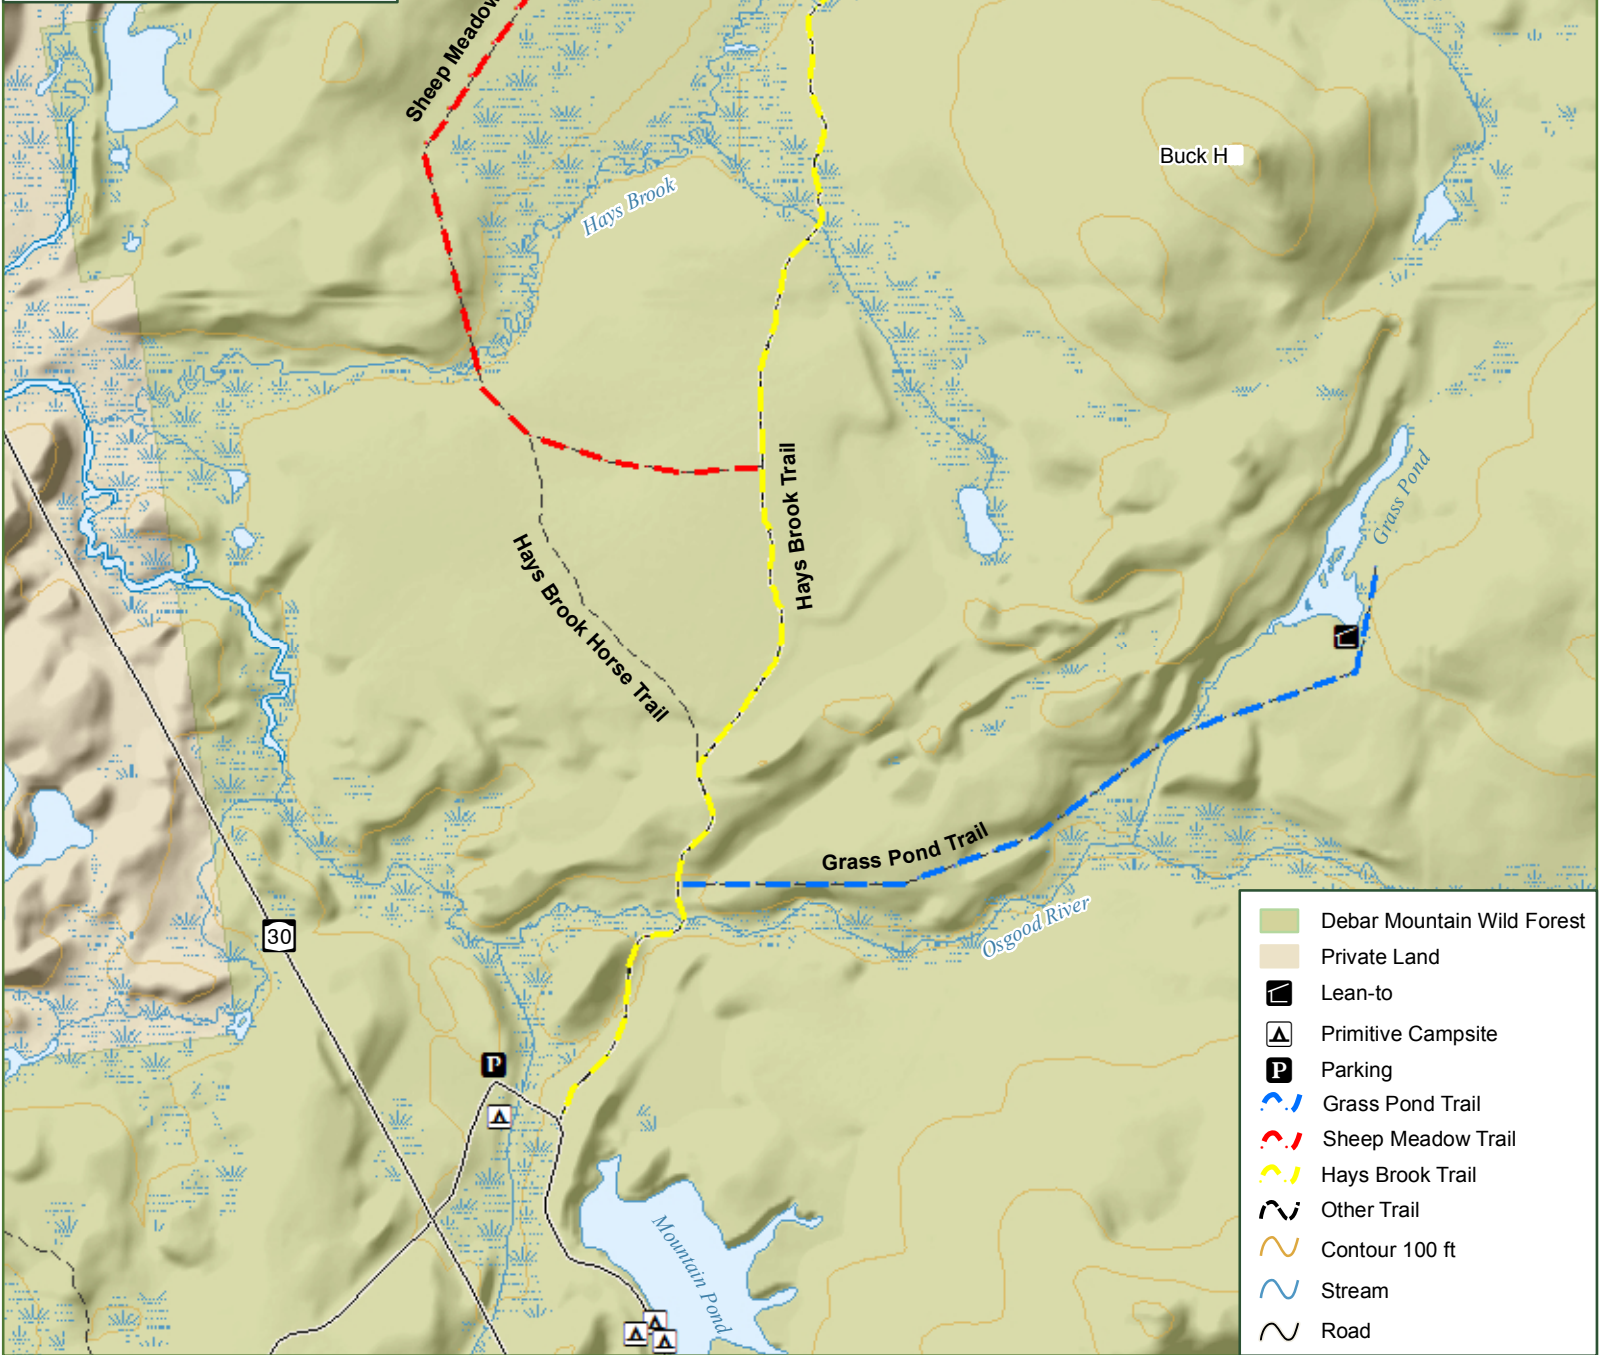 Sheep Meadow
Buck H
Hays Brook
Hays Brook Trail
Grass Pond
Hays Brook Horse Trail
Grass Pond Trail
Osgood River
30
P
Mountain Pond
Debar Mountain Wild Forest
Private Land
Lean-to
Primitive Campsite
P Parking
Grass Pond Trail
Sheep Meadow Trail
Hays Brook Trail
Other Trail
Contour 100 ft
Stream
Road